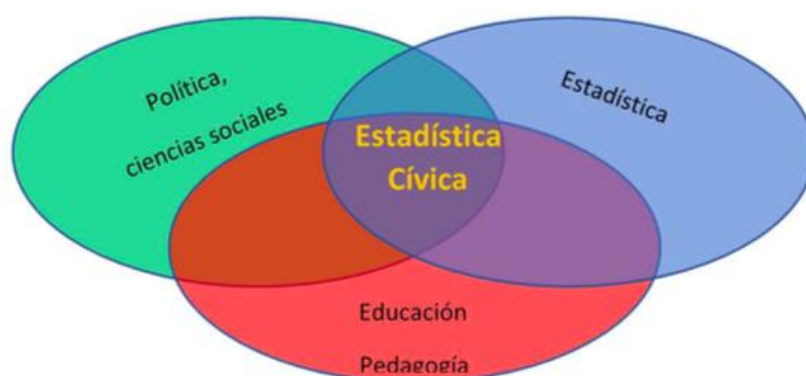 Política,
ciencias sociales
Estadística
Estadística
Cívica
Educación
Pedagogía